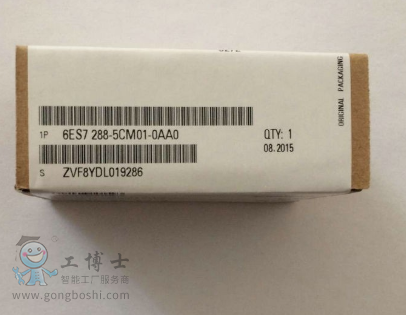 1P 6ES7 288-5CM01-0AA0
QTY: 1
08.2015
S ZVF8YDL019286
ORIGINAL PACKAGING
工博士
智能工厂服务商
www.gongboshi.com